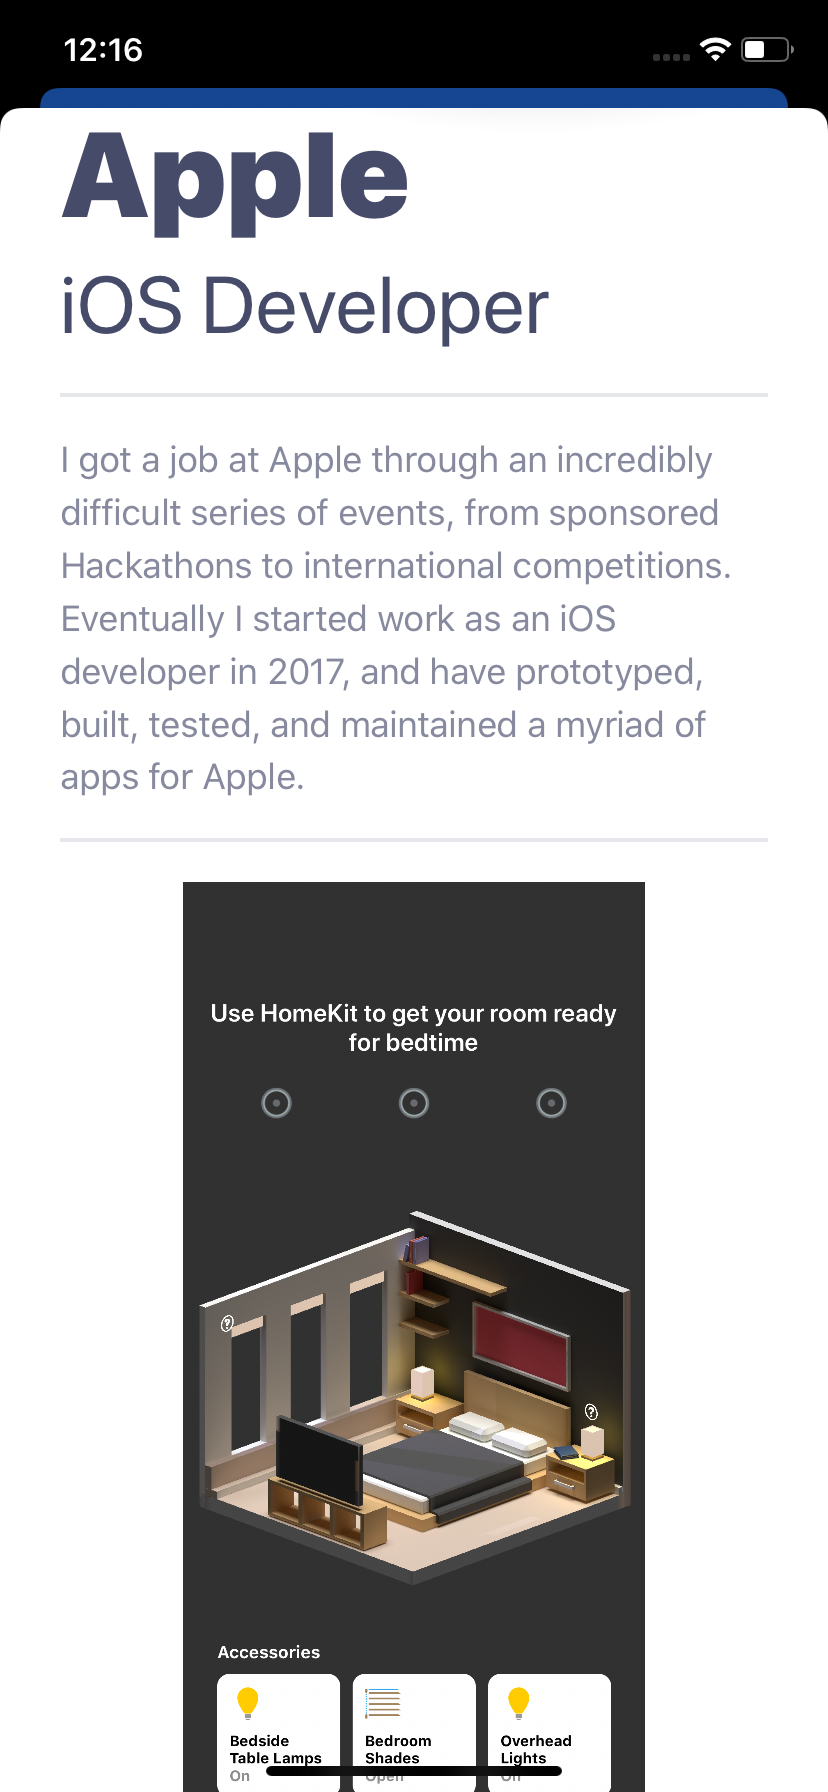 12:16
Apple
iOS Developer
I got a job at Apple through an incredibly
difficult series of events, from sponsored
Hackathons to international competitions.
Eventually I started work as an iOS
developer in 2017, and have prototyped,
built, tested, and maintained a myriad of
apps for Apple.
Use HomeKit to get your room ready
for bedtime
?
?
Accessories
Bedside
Table Lamps
On
Bedroom
Shades
Open
Overhead
Lights